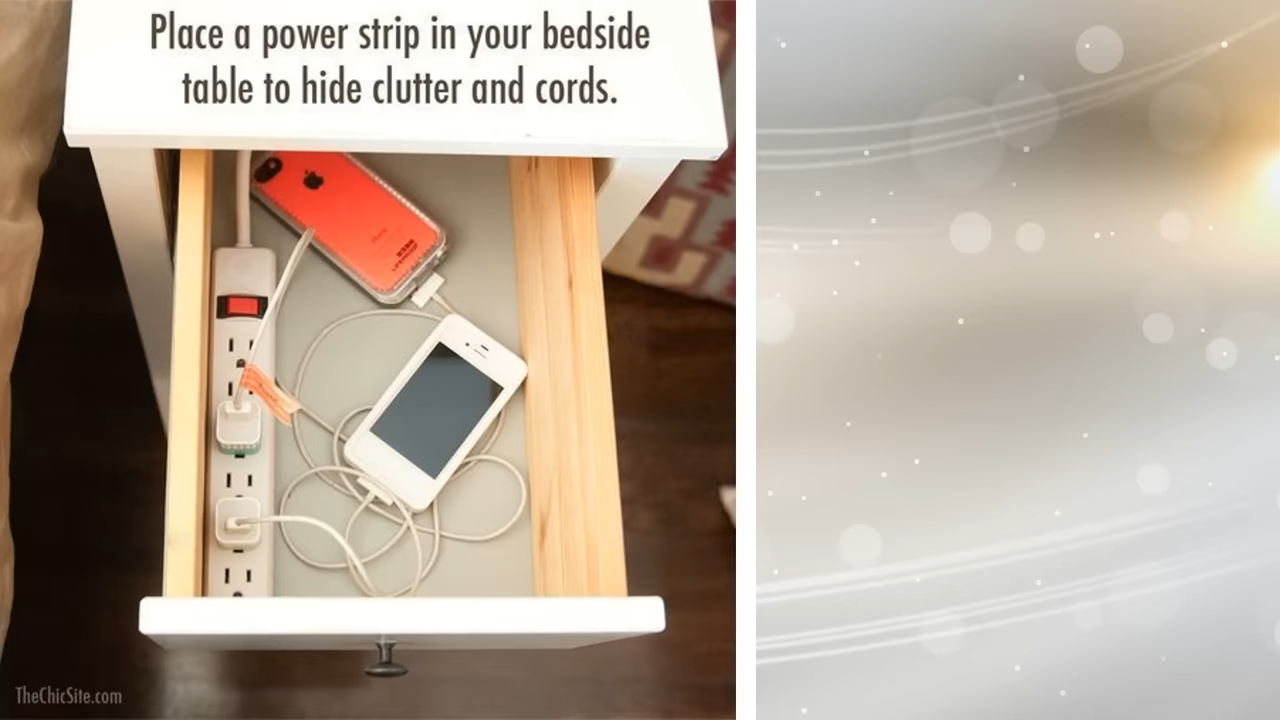 Place a power strip in your bedside
table to hide clutter and cords.
TheChicSite.com